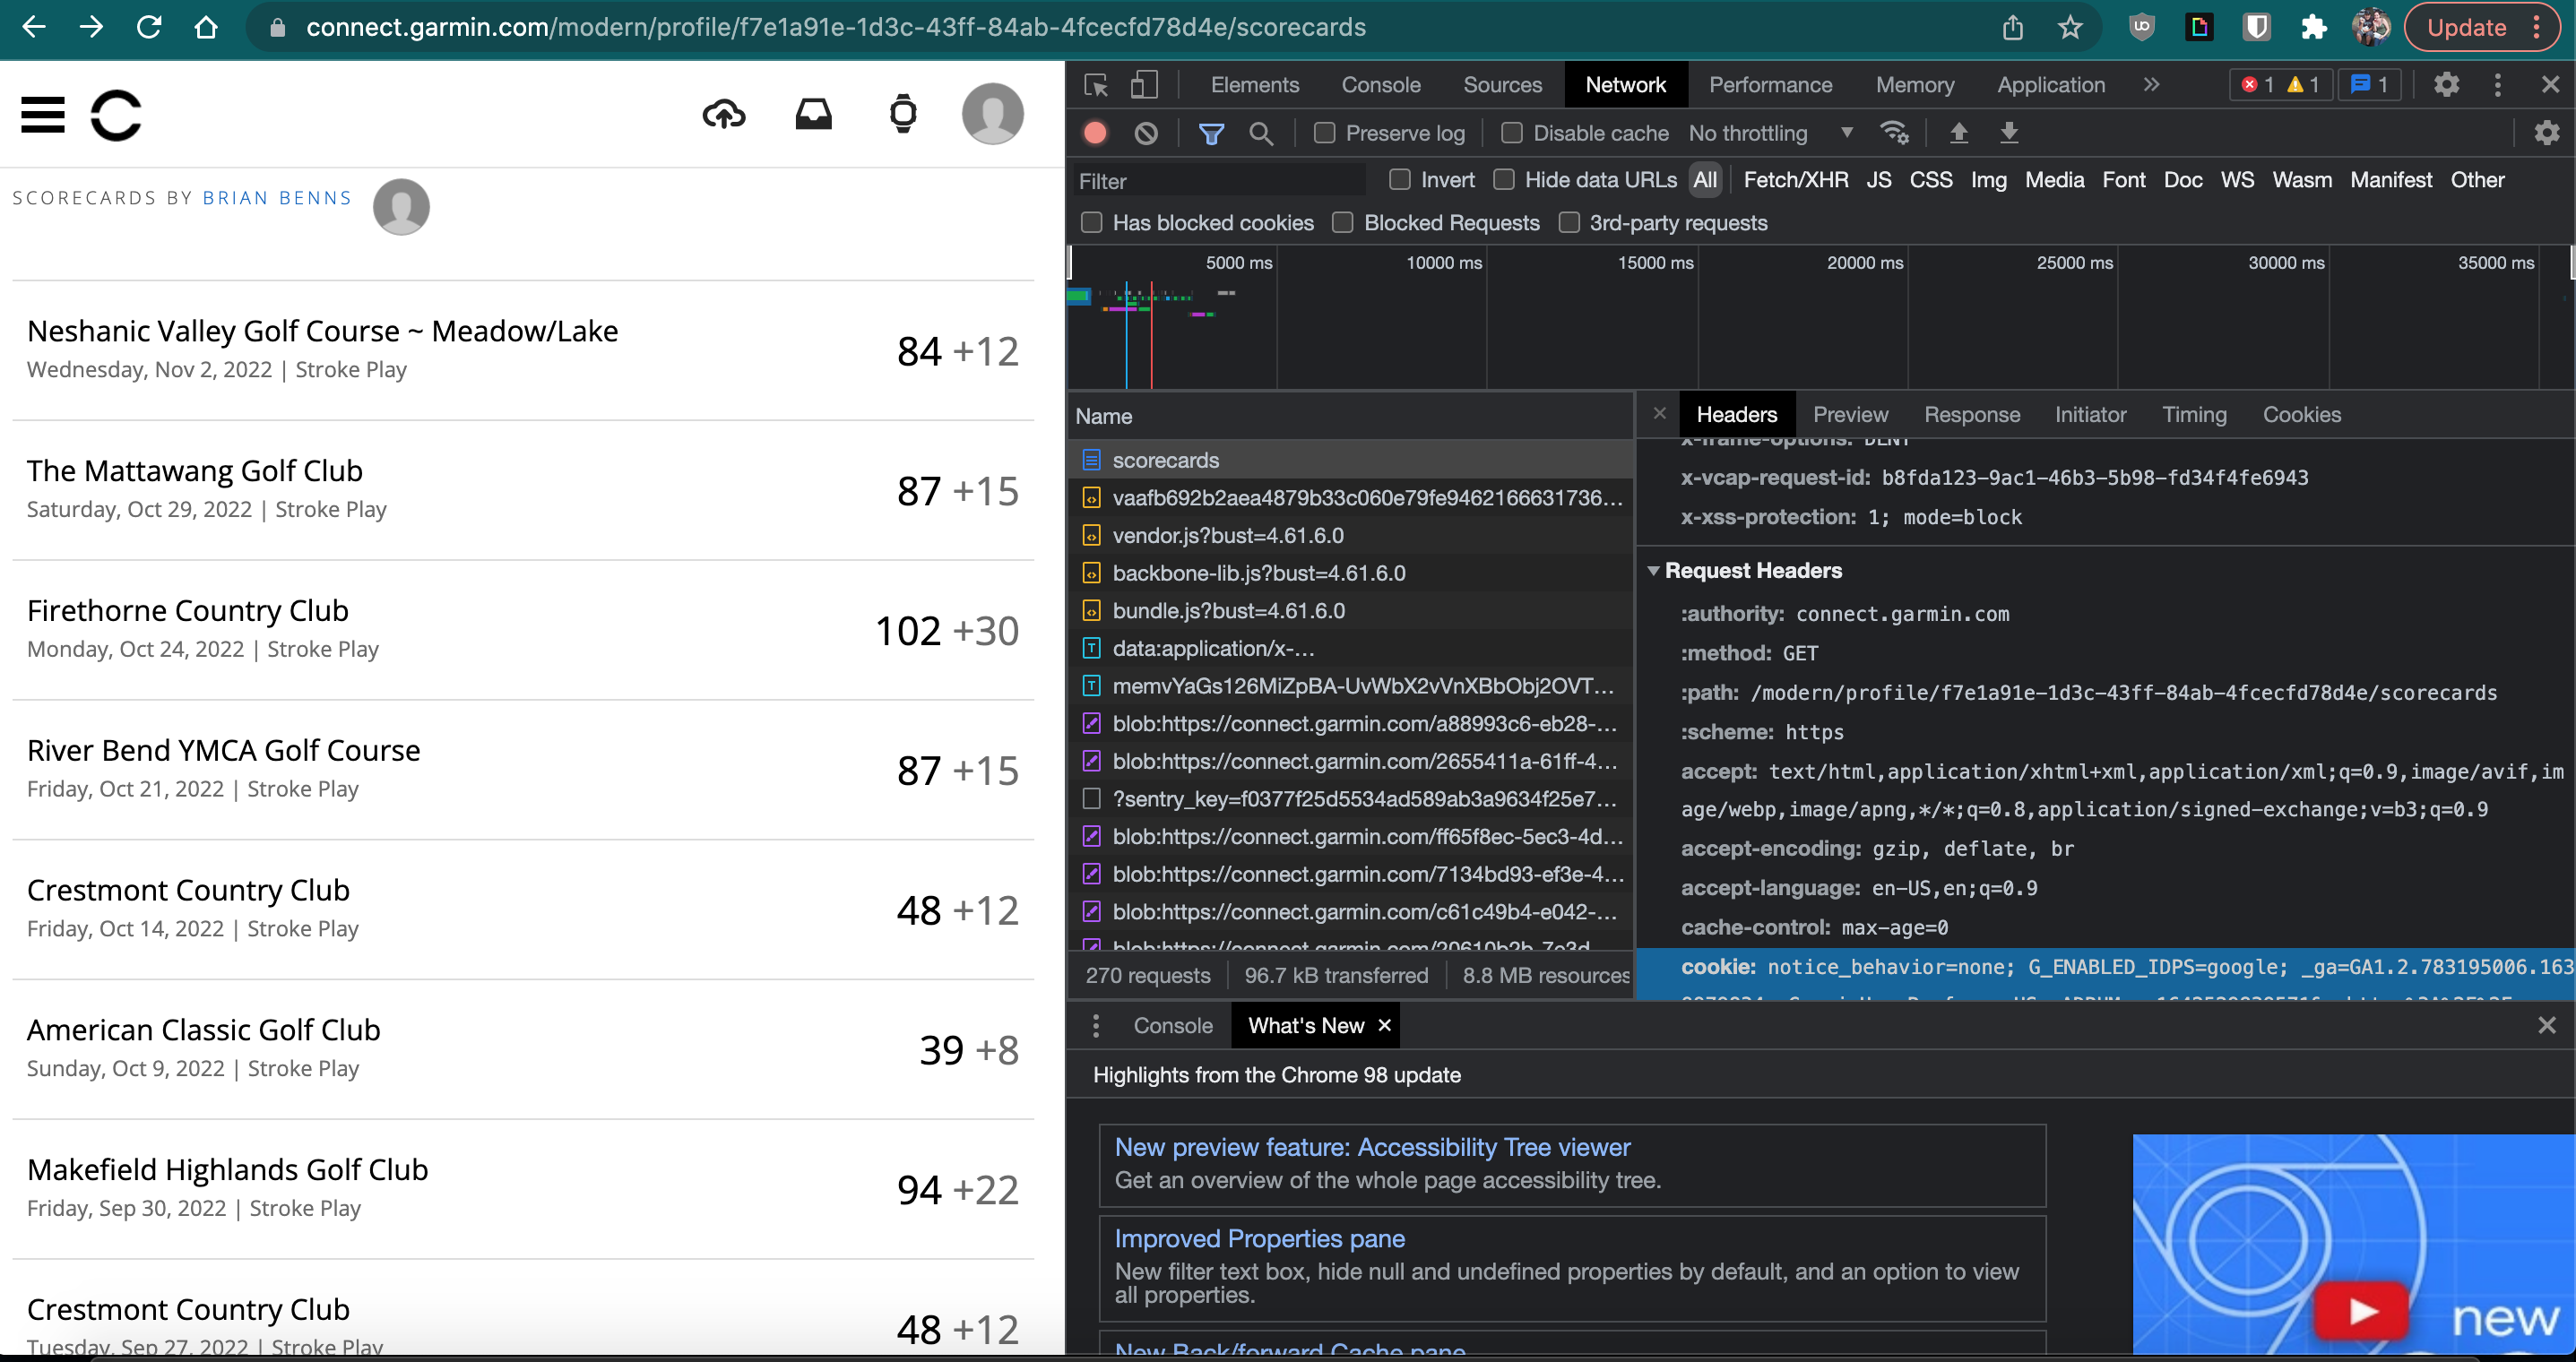 connect.garmin.com/modern/profile/f7e1a91e-1d3c-43ff-84ab-4fcecfd78d4e/scorecards
Update
SCORECARDS BY BRIAN BENNS
Neshanic Valley Golf Course ~ Meadow/Lake
Wednesday, Nov 2, 2022 | Stroke Play
84 +12
The Mattawang Golf Club
Saturday, Oct 29, 2022 | Stroke Play
87 +15
Firethorne Country Club
Monday, Oct 24, 2022 | Stroke Play
102 +30
River Bend YMCA Golf Course
Friday, Oct 21, 2022 | Stroke Play
87 +15
Crestmont Country Club
Friday, Oct 14, 2022 | Stroke Play
48 +12
American Classic Golf Club
Sunday, Oct 9, 2022 | Stroke Play
39 +8
Makefield Highlands Golf Club
Friday, Sep 30, 2022 | Stroke Play
94 +22
Crestmont Country Club
Tuesday, Sep 27, 2022 | Stroke Play
48 +12
Elements Console Sources Network Performance Memory Application » 1 1 1
Preserve log Disable cache No throttling
Filter Invert Hide data URLs All Fetch/XHR JS CSS Img Media Font Doc WS Wasm Manifest Other
Has blocked cookies Blocked Requests 3rd-party requests
5000 ms 10000 ms 15000 ms 20000 ms 25000 ms 30000 ms 35000 ms
Name
scorecards
vaafb692b2aea4879b33c060e79fe9462166631736...
vendor.js?bust=4.61.6.0
backbone-lib.js?bust=4.61.6.0
bundle.js?bust=4.61.6.0
data:application/x-...
memvYaGs126MiZpBA-UvWbX2vVnXBbObj2OVT...
blob:https://connect.garmin.com/a88993c6-eb28-...
blob:https://connect.garmin.com/2655411a-61ff-4...
?sentry_key=f0377f25d5534ad589ab3a9634f25e7...
blob:https://connect.garmin.com/ff65f8ec-5ec3-4d...
blob:https://connect.garmin.com/7134bd93-ef3e-4...
blob:https://connect.garmin.com/c61c49b4-e042-...
blob:https://connect.garmin.com/20610b2b-7e3d
270 requests 96.7 kB transferred 8.8 MB resources
Headers Preview Response Initiator Timing Cookies
x-frame-options: DENY
x-vcap-request-id: b8fda123-9ac1-46b3-5b98-fd34f4fe6943
x-xss-protection: 1; mode=block
Request Headers
:authority: connect.garmin.com
:method: GET
:path: /modern/profile/f7e1a91e-1d3c-43ff-84ab-4fcecfd78d4e/scorecards
:scheme: https
accept: text/html,application/xhtml+xml,application/xml;q=0.9,image/avif,im
age/webp,image/apng,*/*;q=0.8,application/signed-exchange;v=b3;q=0.9
accept-encoding: gzip, deflate, br
accept-language: en-US,en;q=0.9
cache-control: max-age=0
cookie: notice_behavior=none; G_ENABLED_IDPS=google; _ga=GA1.2.783195006.163
Console What's New
Highlights from the Chrome 98 update
New preview feature: Accessibility Tree viewer
Get an overview of the whole page accessibility tree.
Improved Properties pane
New filter text box, hide null and undefined properties by default, and an option to view
all properties.
New Back/forward Cache pane
new